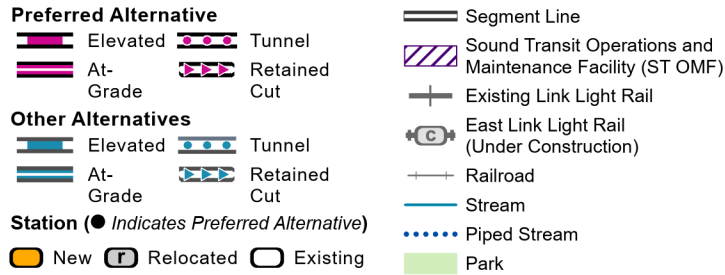 Preferred Alternative
Elevated
Tunnel
At-
Grade
Retained
Cut
Other Alternatives
Elevated
Tunnel
At-
Grade
Retained
Cut
Station (● Indicates Preferred Alternative)
New
r Relocated
Existing
Segment Line
Sound Transit Operations and
Maintenance Facility (ST OMF)
Existing Link Light Rail
C East Link Light Rail
(Under Construction)
Railroad
Stream
Piped Stream
Park